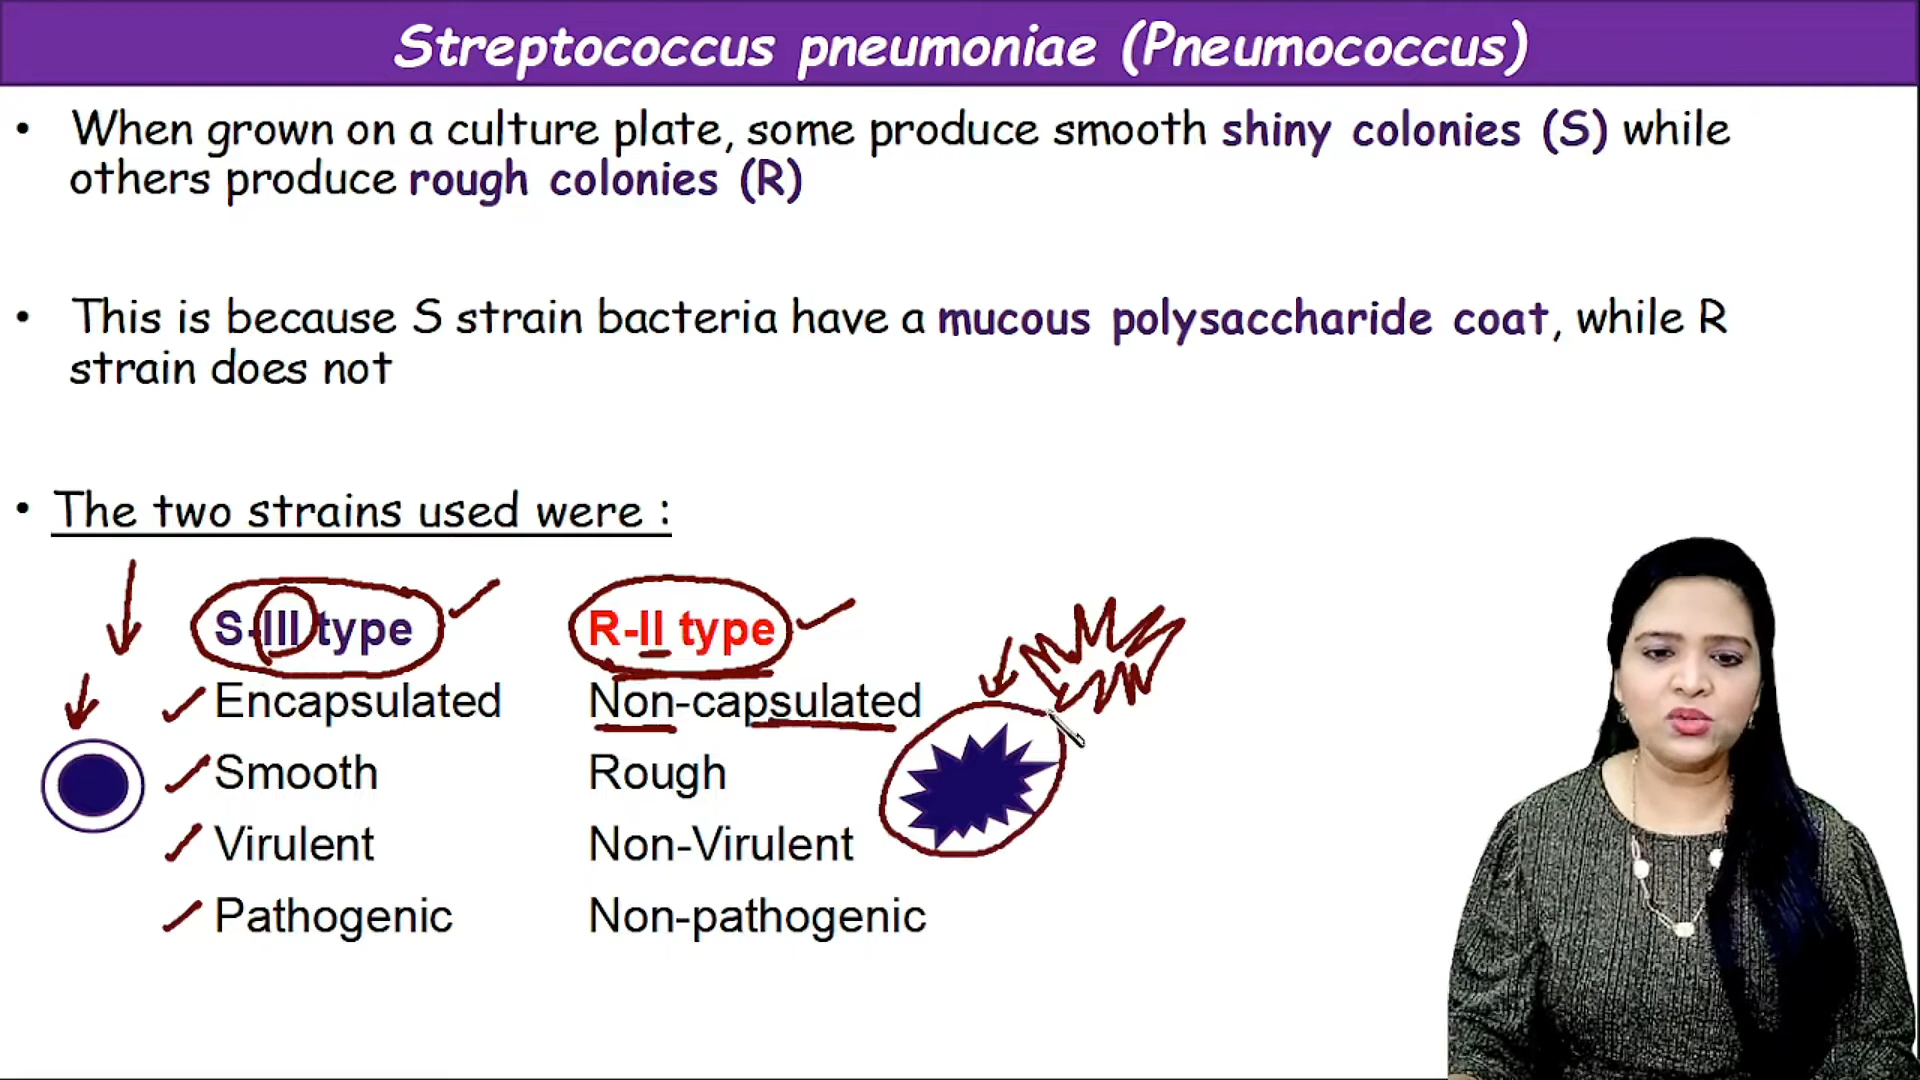 Streptococcus pneumoniae (Pneumococcus)
• When grown on a culture plate, some produce smooth shiny colonies (S) while
others produce rough colonies (R)
• This is because S strain bacteria have a mucous polysaccharide coat, while R
strain does not
• The two strains used were :
S-III type R-II type
Encapsulated Non-capsulated
Smooth Rough
Virulent Non-Virulent
Pathogenic Non-pathogenic